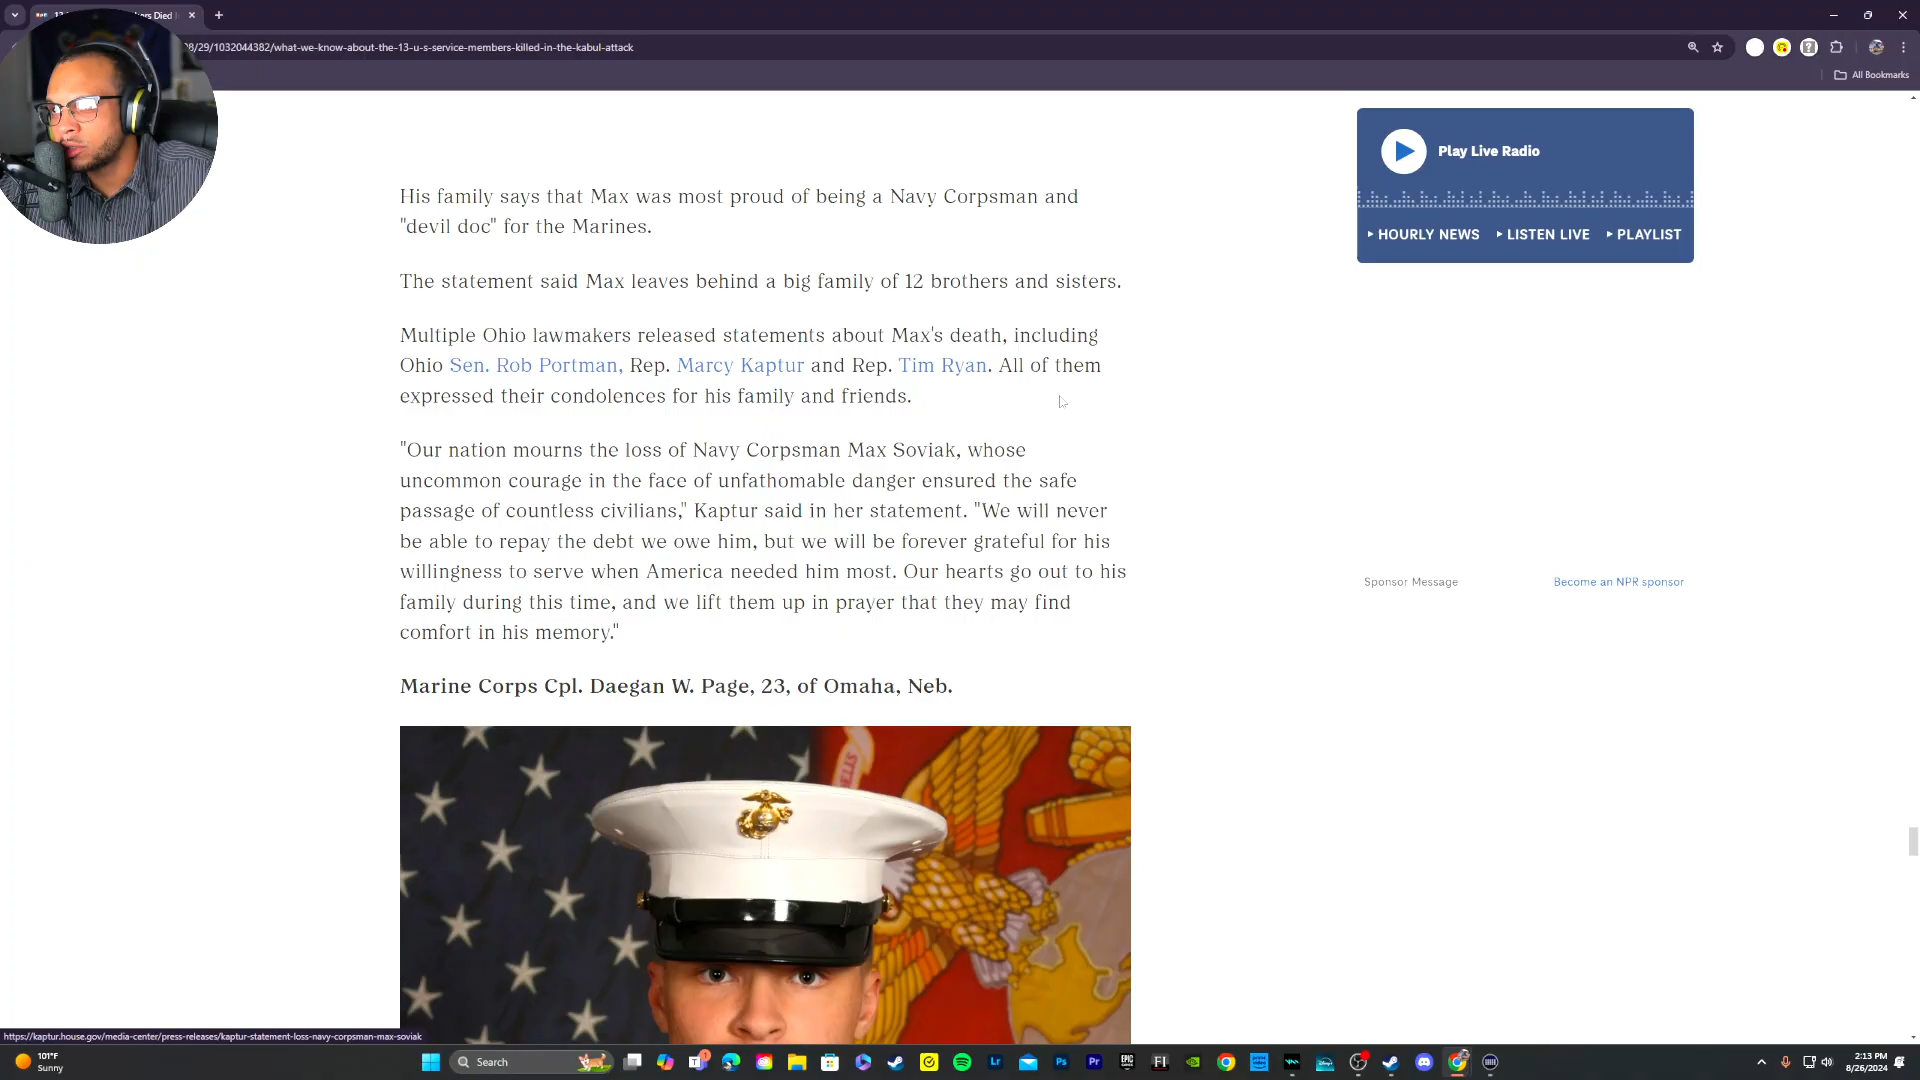 8/29/1032044382/what-we-know-about-the-13-u-s-service-members-killed-in-the-kabul-attack
All Bookmarks
Play Live Radio
HOURLY NEWS LISTEN LIVE PLAYLIST
His family says that Max was most proud of being a Navy Corpsman and
"devil doc" for the Marines.
The statement said Max leaves behind a big family of 12 brothers and sisters.
Multiple Ohio lawmakers released statements about Max's death, including
Ohio Sen. Rob Portman, Rep. Marcy Kaptur and Rep. Tim Ryan. All of them
expressed their condolences for his family and friends.
"Our nation mourns the loss of Navy Corpsman Max Soviak, whose
uncommon courage in the face of unfathomable danger ensured the safe
passage of countless civilians," Kaptur said in her statement. "We will never
be able to repay the debt we owe him, but we will be forever grateful for his
willingness to serve when America needed him most. Our hearts go out to his
family during this time, and we lift them up in prayer that they may find
comfort in his memory."
Sponsor Message Become an NPR sponsor
Marine Corps Cpl. Daegan W. Page, 23, of Omaha, Neb.
https://kaptur.house.gov/media-center/press-releases/kaptur-statement-loss-navy-corpsman-max-soviak
101°F
Sunny
Search
2:13 PM
8/26/2024